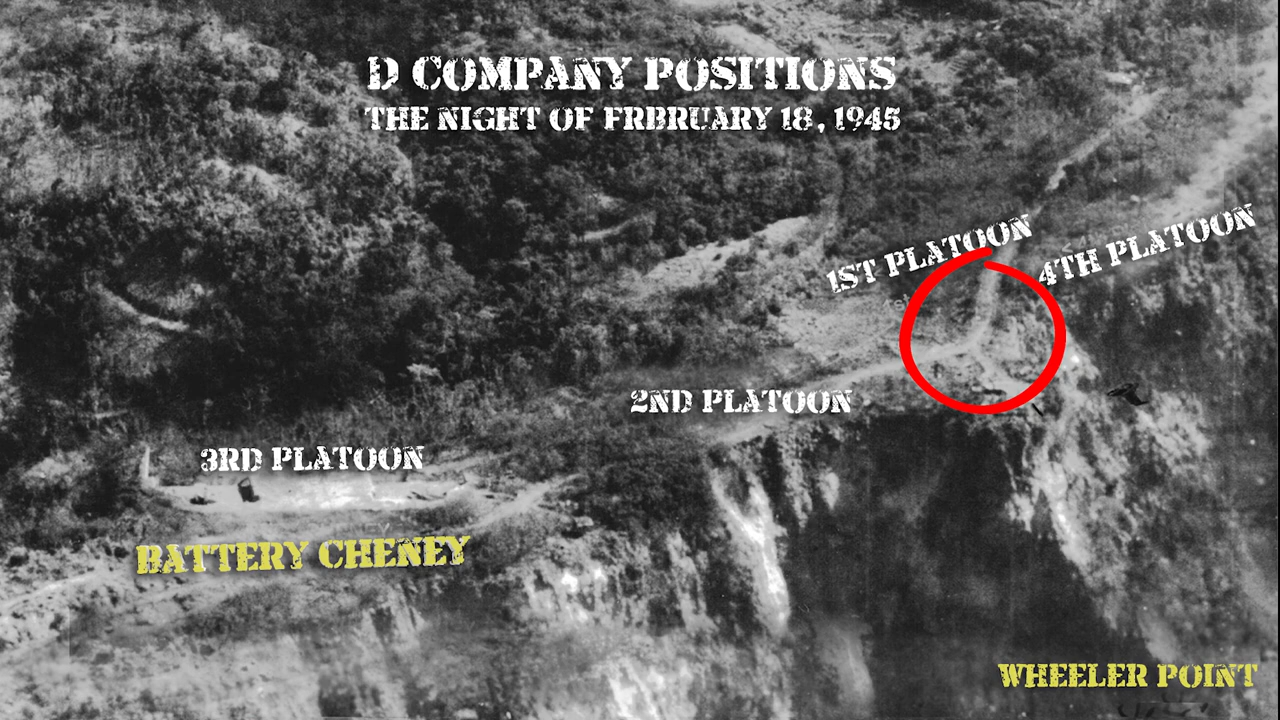 D COMPANY POSITIONS
THE NIGHT OF FRBRUARY 18, 1945
1ST PLATOON
4TH PLATOON
2ND PLATOON
3RD PLATOON
BATTERY CHENEY
WHEELER POINT